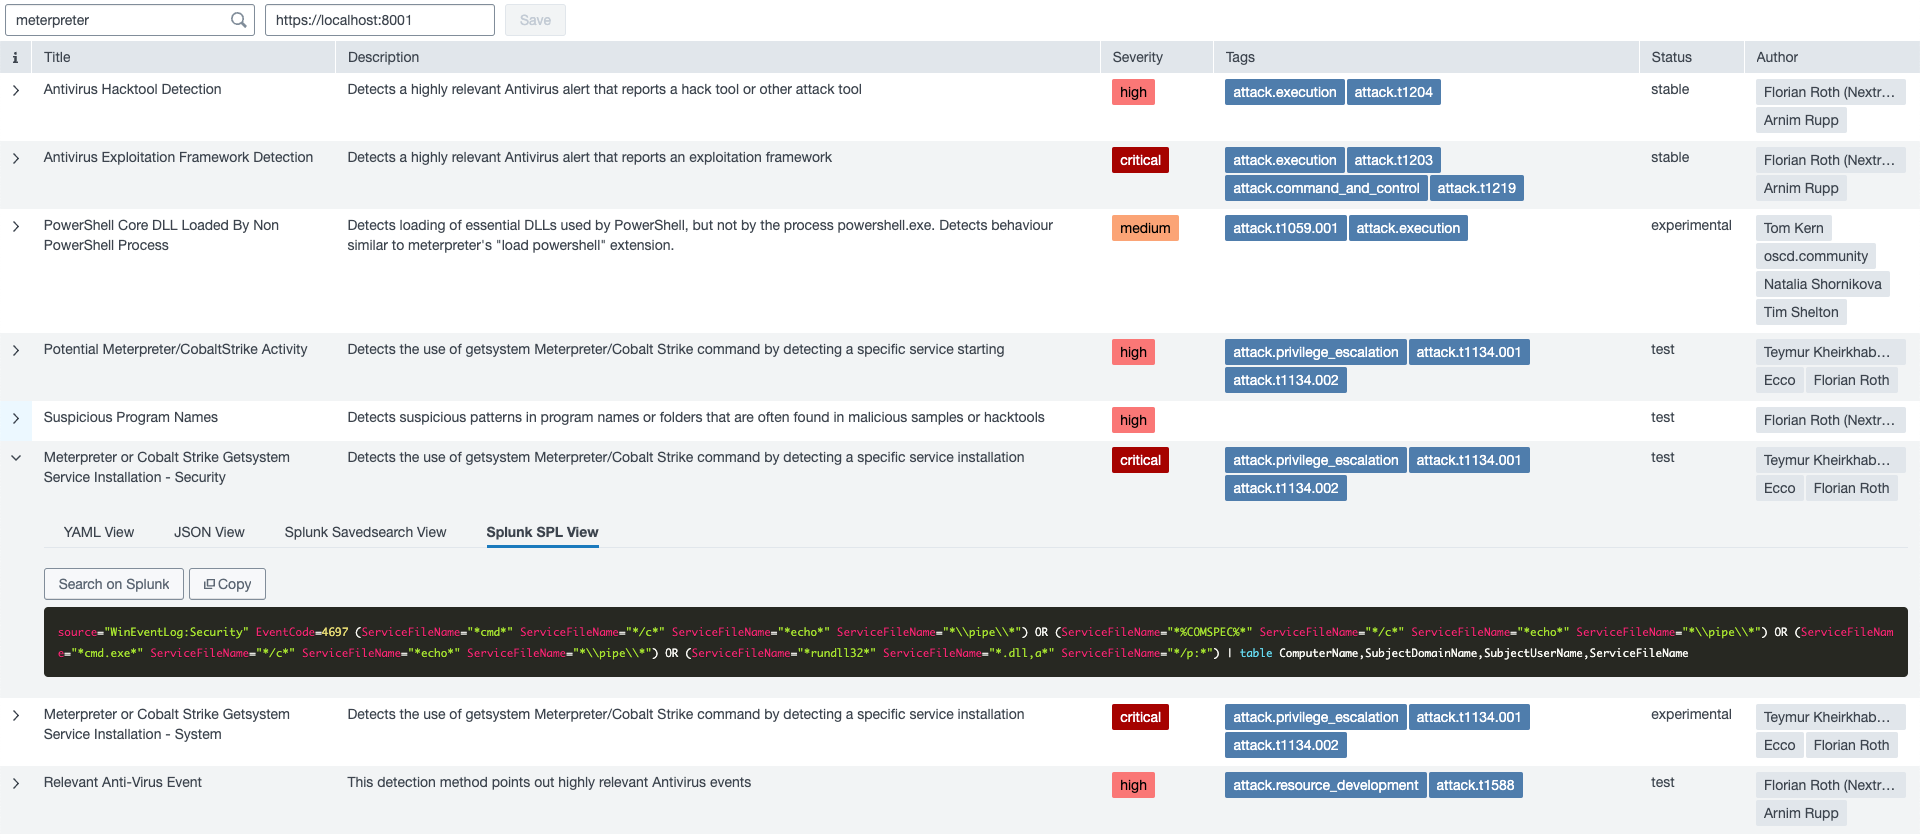 meterpreter
https://localhost:8001
Save
i Title Description Severity Tags Status Author
Antivirus Hacktool Detection Detects a highly relevant Antivirus alert that reports a hack tool or other attack tool high attack.execution attack.t1204 stable Florian Roth (Nextr...
Arnim Rupp
Antivirus Exploitation Framework Detection Detects a highly relevant Antivirus alert that reports an exploitation framework critical attack.execution attack.t1203 stable Florian Roth (Nextr...
attack.command_and_control attack.t1219 Arnim Rupp
PowerShell Core DLL Loaded By Non Detects loading of essential DLLs used by PowerShell, but not by the process powershell.exe. Detects behaviour medium attack.t1059.001 attack.execution experimental Tom Kern
PowerShell Process similar to meterpreter's "load powershell" extension. oscd.community
Natalia Shornikova
Tim Shelton
Potential Meterpreter/CobaltStrike Activity Detects the use of getsystem Meterpreter/Cobalt Strike command by detecting a specific service starting high attack.privilege_escalation attack.t1134.001 test Teymur Kheirkhab...
attack.t1134.002 Ecco Florian Roth
Suspicious Program Names Detects suspicious patterns in program names or folders that are often found in malicious samples or hacktools high test Florian Roth (Nextr...
Meterpreter or Cobalt Strike Getsystem Detects the use of getsystem Meterpreter/Cobalt Strike command by detecting a specific service installation critical attack.privilege_escalation attack.t1134.001 test Teymur Kheirkhab...
Service Installation - Security attack.t1134.002 Ecco Florian Roth
YAML View JSON View Splunk Savedsearch View Splunk SPL View
Search on Splunk Copy
source="WinEventLog:Security" EventCode=4697 (ServiceFileName="*cmd*" ServiceFileName="*/c*" ServiceFileName="*echo*" ServiceFileName="*\\pipe\\*") OR (ServiceFileName="*%COMSPEC%*" ServiceFileName="*/c*" ServiceFileName="*echo*" ServiceFileName="*\\pipe\\*") OR (ServiceFileNam
e="*cmd.exe*" ServiceFileName="*/c*" ServiceFileName="*echo*" ServiceFileName="*\\pipe\\*") OR (ServiceFileName="*rundll32*" ServiceFileName="*.dll,a*" ServiceFileName="*/p:*") | table ComputerName,SubjectDomainName,SubjectUserName,ServiceFileName
Meterpreter or Cobalt Strike Getsystem Detects the use of getsystem Meterpreter/Cobalt Strike command by detecting a specific service installation critical attack.privilege_escalation attack.t1134.001 experimental Teymur Kheirkhab...
Service Installation - System attack.t1134.002 Ecco Florian Roth
Relevant Anti-Virus Event This detection method points out highly relevant Antivirus events high attack.resource_development attack.t1588 test Florian Roth (Nextr...
Arnim Rupp